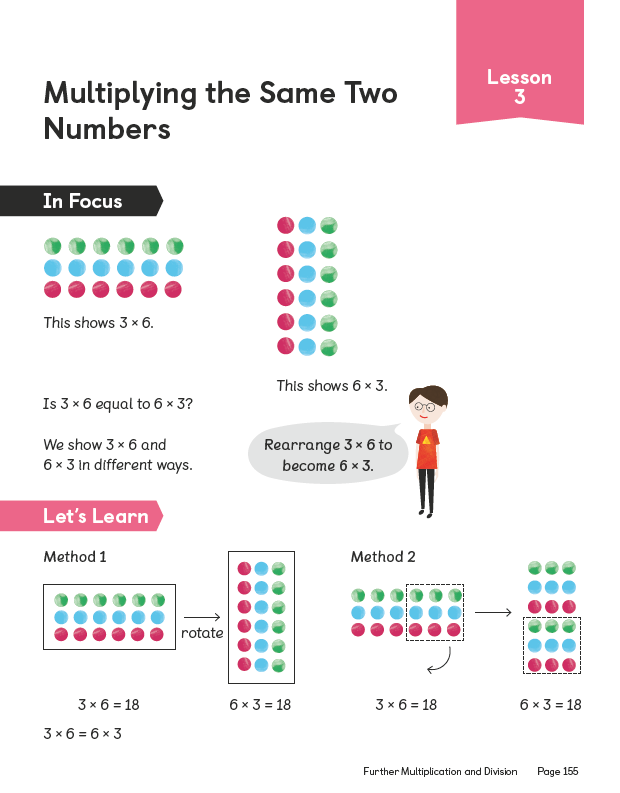 Lesson
3
Multiplying the Same Two
Numbers
In Focus
This shows 3 × 6.
This shows 6 × 3.
Is 3 × 6 equal to 6 × 3?
We show 3 × 6 and
6 × 3 in different ways.
Rearrange 3 × 6 to
become 6 × 3.
Let's Learn
Method 1
rotate
3 × 6 = 18
6 × 3 = 18
3 × 6 = 6 × 3
Method 2
3 × 6 = 18
6 × 3 = 18
Further Multiplication and Division Page 155